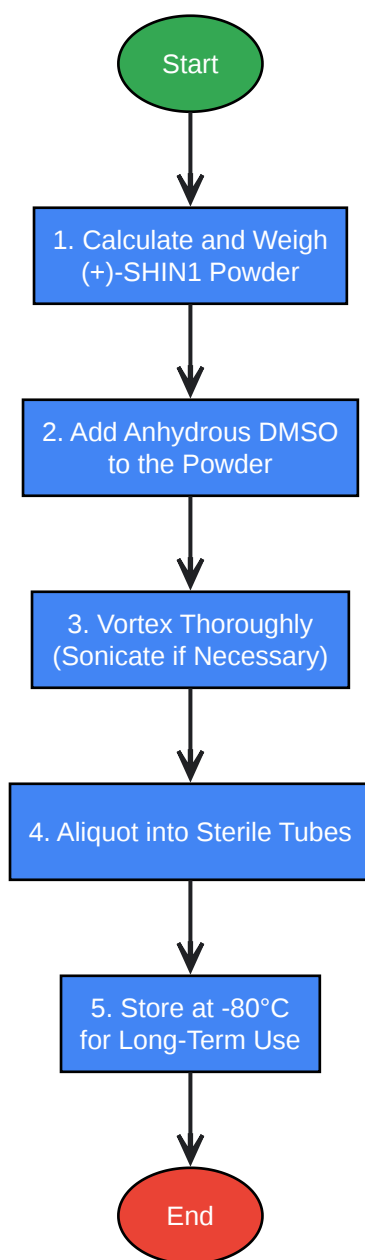 Start
1. Calculate and Weigh
(+)-SHIN1 Powder
2. Add Anhydrous DMSO
to the Powder
3. Vortex Thoroughly
(Sonicate if Necessary)
4. Aliquot into Sterile Tubes
5. Store at -80°C
for Long-Term Use
End